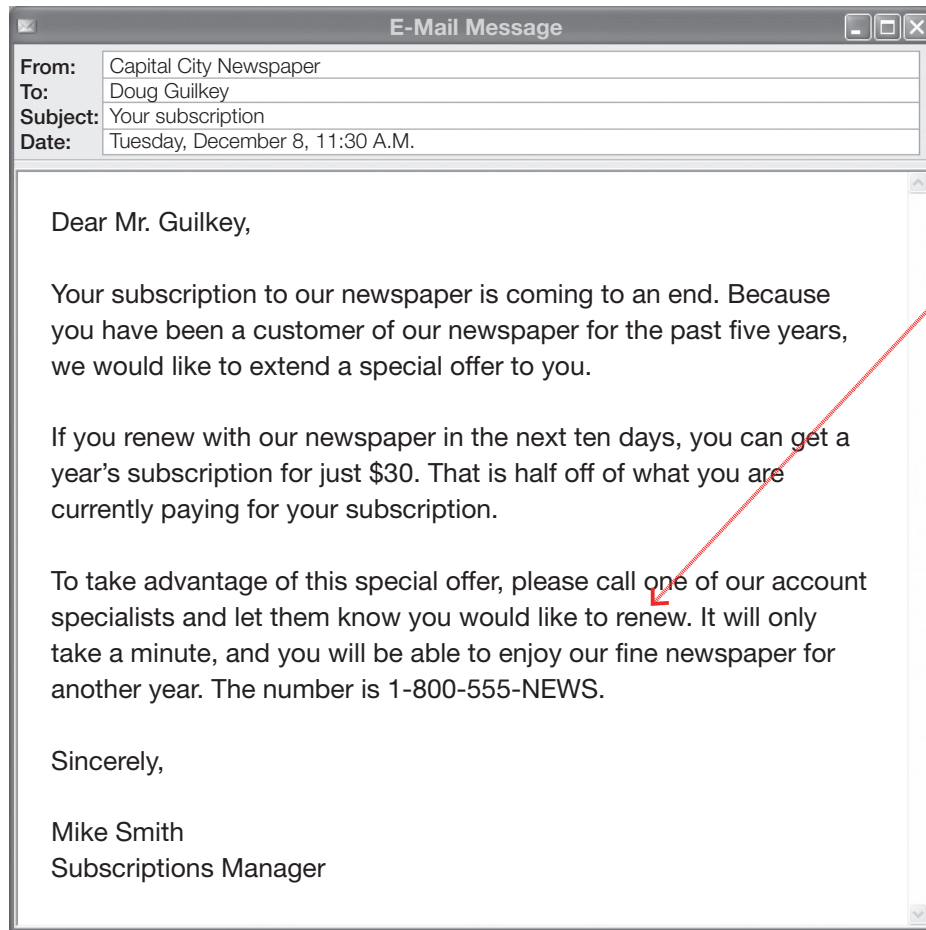 E-Mail Message
From: Capital City Newspaper
To: Doug Guilkey
Subject: Your subscription
Date: Tuesday, December 8, 11:30 A.M.
Dear Mr. Guilkey,
Your subscription to our newspaper is coming to an end. Because
you have been a customer of our newspaper for the past five years,
we would like to extend a special offer to you.
If you renew with our newspaper in the next ten days, you can get a
year's subscription for just $30. That is half off of what you are
currently paying for your subscription.
To take advantage of this special offer, please call one of our account
specialists and let them know you would like to renew. It will only
take a minute, and you will be able to enjoy our fine newspaper for
another year. The number is 1-800-555-NEWS.
Sincerely,
Mike Smith
Subscriptions Manager